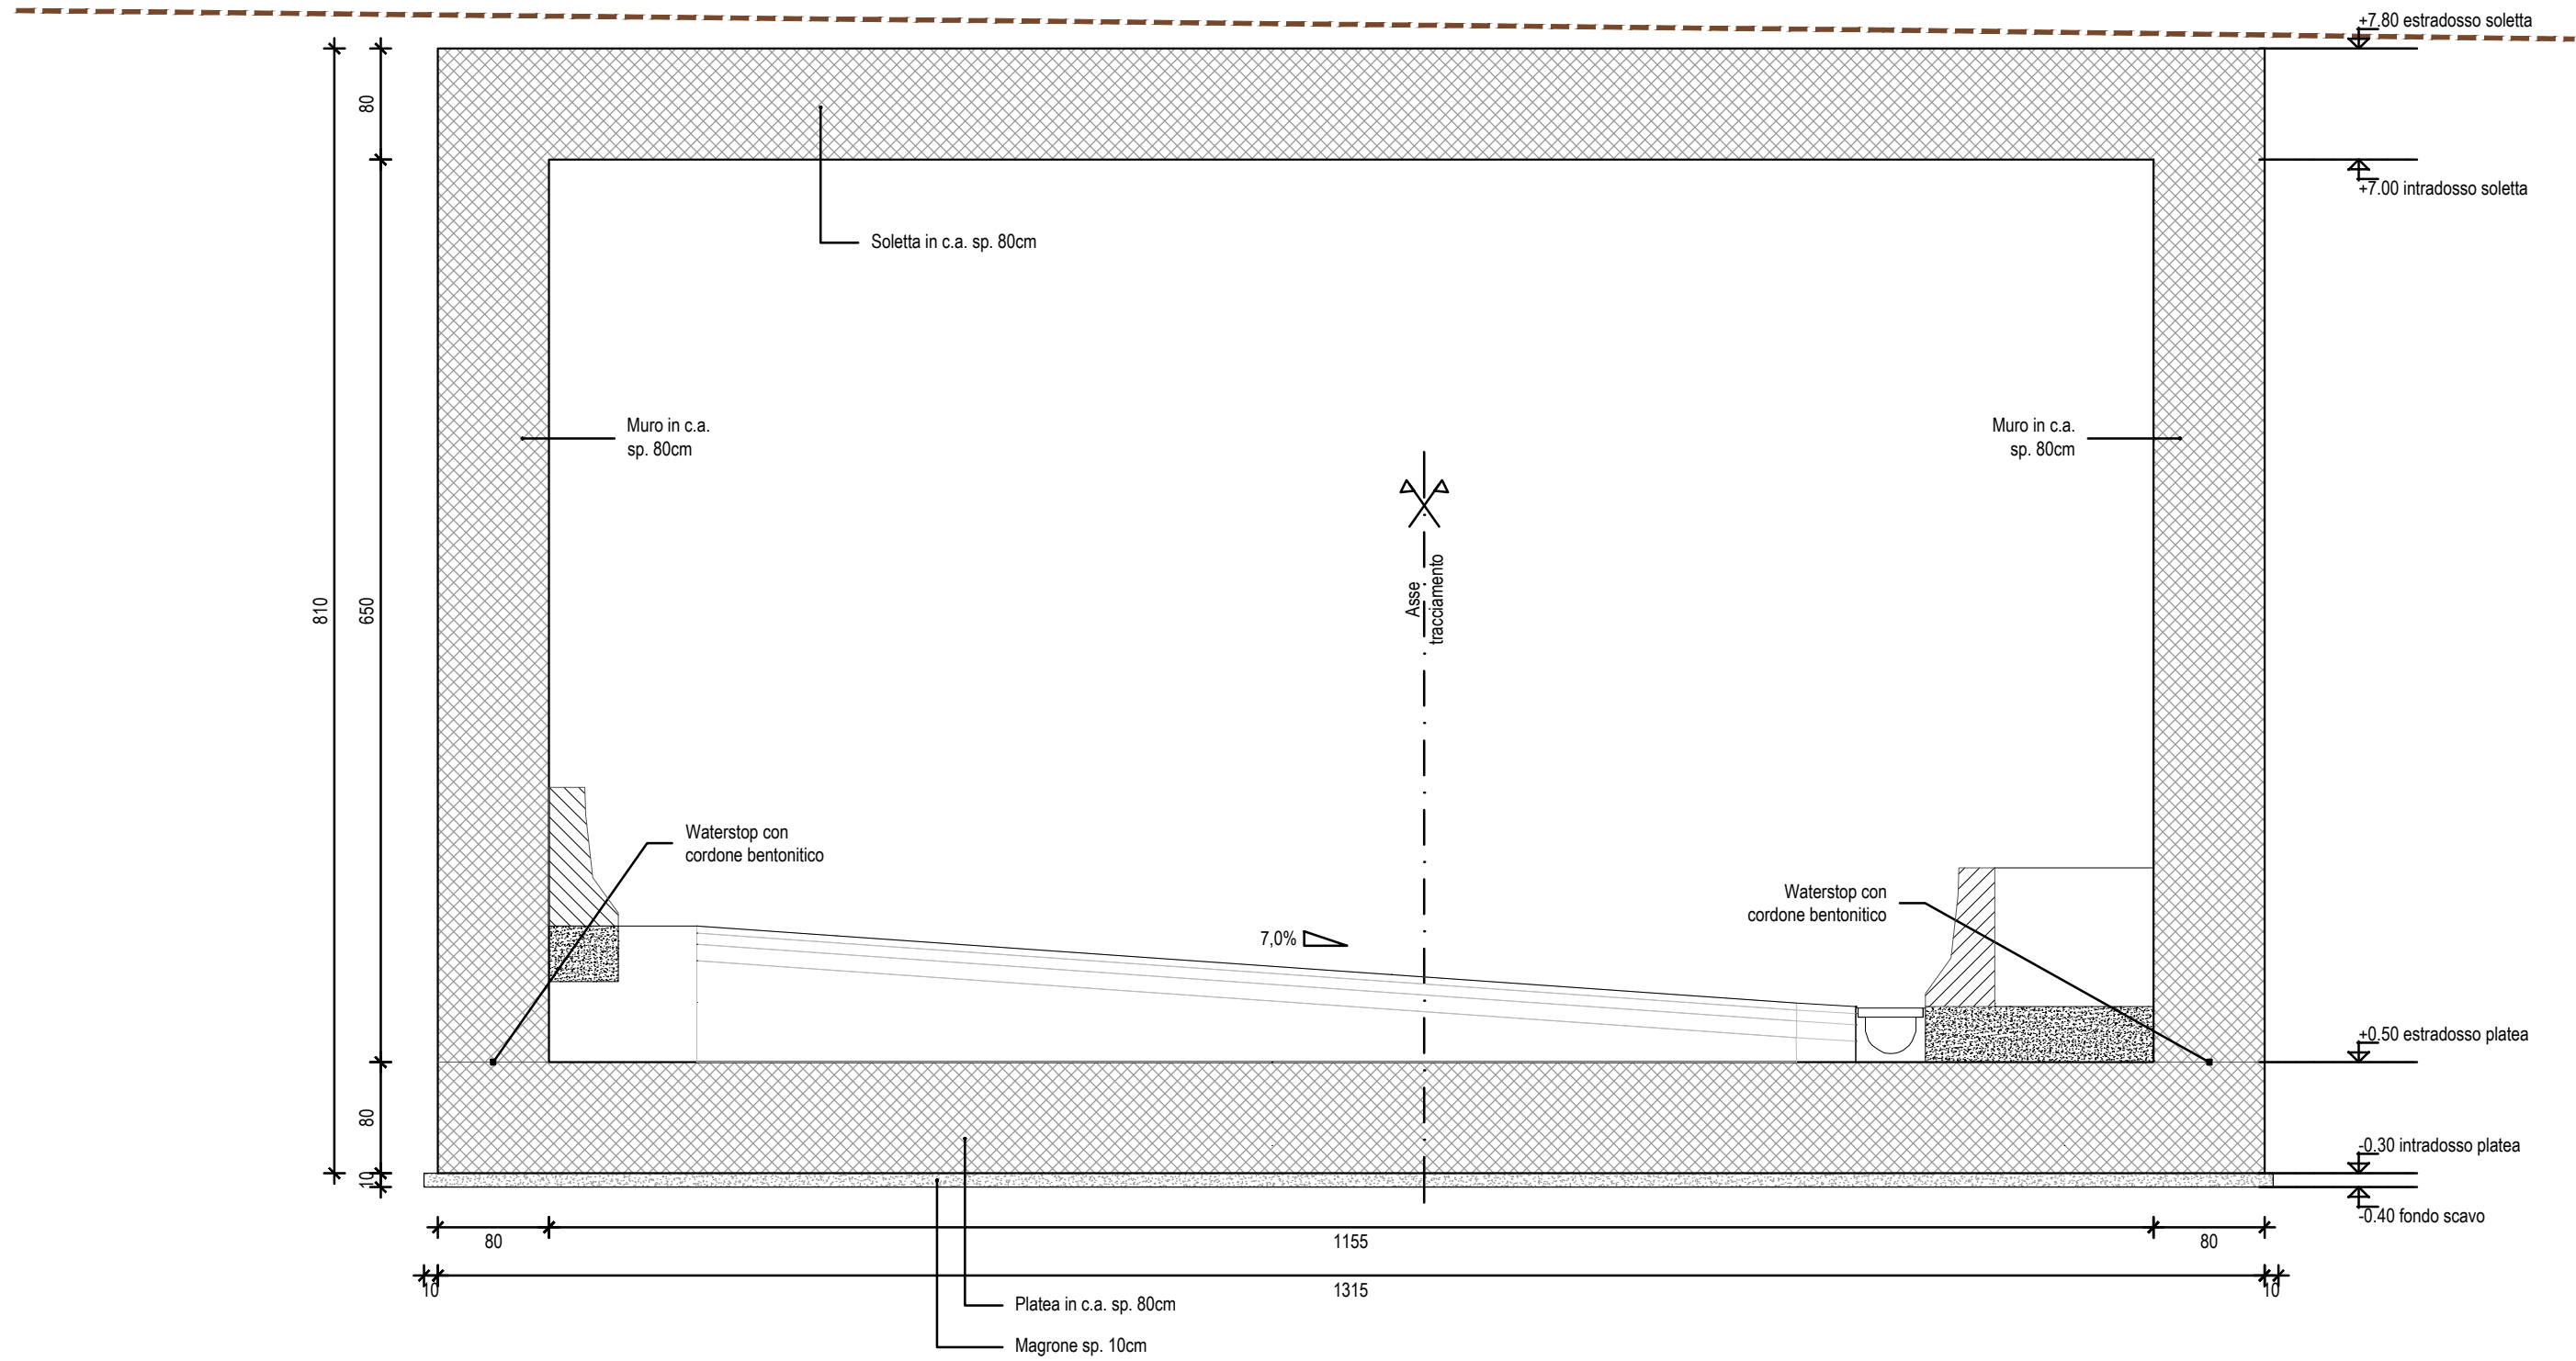 +7.80 estradosso soletta
80
+7.00 intradosso soletta
Soletta in c.a. sp. 80cm
Muro in c.a.
sp. 80cm
Muro in c.a.
sp. 80cm
810
650
Asse
tracciamento
Waterstop con
cordone bentonitico
Waterstop con
cordone bentonitico
7,0%
+0.50 estradosso platea
80
-0.30 intradosso platea
10
-0.40 fondo scavo
80
1155
80
10
1315
10
Platea in c.a. sp. 80cm
Magrone sp. 10cm